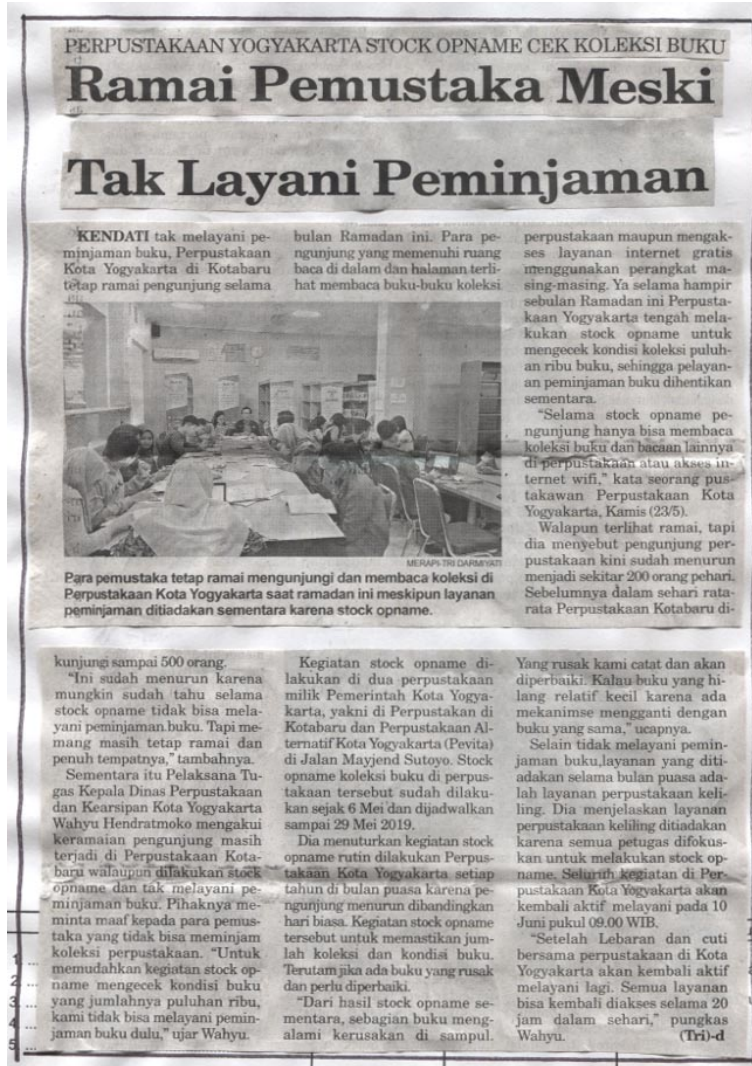 PERPUSTAKAAN YOGYAKARTA STOCK OPNAME CEK KOLEKSI BUKU
Ramai Pemustaka Meski
Tak Layani Peminjaman
KENDATI tak melayani pe-
minjaman buku, Perpustakaan
Kota Yogyakarta di Kotabaru
tetap ramai pengunjung selama
bulan Ramadan ini. Para pe-
ngunjung yang memenuhi ruang
baca di dalam dan halaman terli-
hat membaca buku-buku koleksi
perpustakaan maupun mengak-
ses layanan internet gratis
menggunakan perangkat ma-
sing-masing. Ya selama hampir
sebulan Ramadan ini Perpusta-
kaan Yogyakarta tengah mela-
kukan stock opname untuk
mengecek kondisi koleksi puluh-
an ribu buku, sehingga pelayan-
an peminjaman buku dihentikan
sementara.
"Selama stock opname pe-
ngunjung hanya bisa membaca
koleksi buku dan bacaan lainnya
di perpustakaan atau akses in-
ternet wifi," kata seorang pus-
takawan Perpustakaan Kota
Yogyakarta, Kamis (23/5).
Walapun terlihat ramai, tapi
dia menyebut pengunjung per-
pustakaan kini sudah menurun
menjadi sekitar 200 orang pehari.
Sebelumnya dalam sehari rata-
rata Perpustakaan Kotabaru di-
MERAPI-TRI DARMIYATI
Para pemustaka tetap ramai mengunjungi dan membaca koleksi di
Perpustakaan Kota Yogyakarta saat ramadan ini meskipun layanan
peminjaman ditiadakan sementara karena stock opname.
kunjungi sampai 500 orang.
"Ini sudah menurun karena
mungkin sudah tahu selama
stock opname tidak bisa mela-
yani peminjaman buku. Tapi me-
mang masih tetap ramai dan
penuh tempatnya," tambahnya.
Sementara itu Pelaksana Tu-
gas Kepala Dinas Perpustakaan
dan Kearsipan Kota Yogyakarta
Wahyu Hendratmoko mengakui
keramaian pengunjung masih
terjadi di Perpustakaan Kota-
baru walaupun dilakukan stock
opname dan tak melayani pe-
minjaman buku. Pihaknya me-
minta maaf kepada para pemus-
taka yang tidak bisa meminjam
koleksi perpustakaan. "Untuk
memudahkan kegiatan stock op-
name mengecek kondisi buku
yang jumlahnya puluhan ribu,
kami tidak bisa melayani pemin-
jaman buku dulu," ujar Wahyu.
Kegiatan stock opname di-
lakukan di dua perpustakaan
milik Pemerintah Kota Yogya-
karta, yakni di Perpustakan di
Kotabaru dan Perpustakaan Al-
ternatif Kota Yogyakarta (Pevita)
di Jalan Mayjend Sutoyo. Stock
opname koleksi buku di perpus-
takaan tersebut sudah dilaku-
kan sejak 6 Mei dan dijadwalkan
sampai 29 Mei 2019.
Dia menuturkan kegiatan stock
opname rutin dilakukan Perpus-
takaan Kota Yogyakarta setiap
tahun di bulan puasa karena pe-
ngunjung menurun dibandingkan
hari biasa. Kegiatan stock opname
tersebut untuk memastikan jum-
lah koleksi dan kondisi buku.
Terutam jika ada buku yang rusak
dan perlu diperbaiki.
"Dari hasil stock opname se-
mentara, sebagian buku meng-
alami kerusakan di sampul.
Yang rusak kami catat dan akan
diperbaiki. Kalau buku yang hi-
lang relatif kecil karena ada
mekanimse mengganti dengan
buku yang sama," ucapnya.
Selain tidak melayani pemin-
jaman buku,layanan yang diti-
adakan selama bulan puasa ada-
lah layanan perpustakaan keli-
ling. Dia menjelaskan layanan
perpustakaan keliling ditiadakan
karena semua petugas difokus-
kan untuk melakukan stock op-
name. Seluruh kegiatan di Per-
pustakaan Kota Yogyakarta akan
kembali aktif melayani pada 10
Juni pukul 09.00 WIB.
"Setelah Lebaran dan cuti
bersama perpustakaan di Kota
Yogyakarta akan kembali aktif
melayani lagi. Semua layanan
bisa kembali diakses selama 20
jam dalam sehari," pungkas
Wahyu. (Tri)-d
1 ...
2 ...
3 ...
4 ...
5 ...